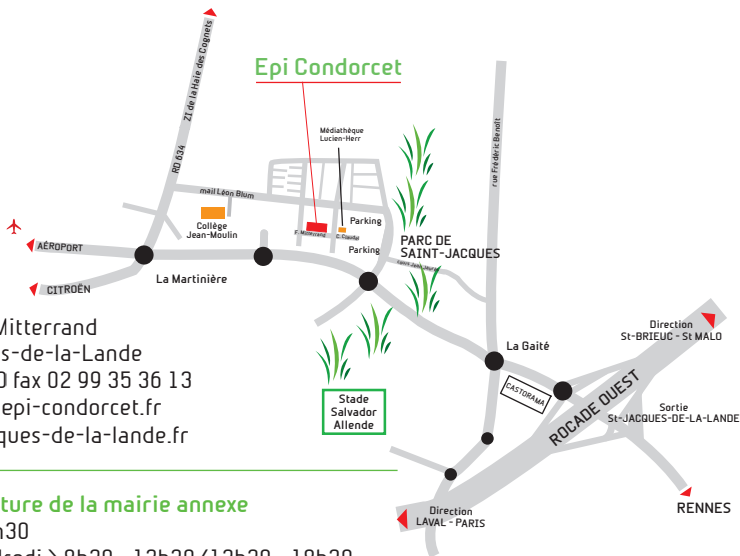 Epi Condorcet
ZI de la Haie des Cognets
RD 634
Médiathèque
Lucien-Herr
rue Frédéric Benoît
mail Léon Blum
Collège
Jean-Moulin
Parking
Parking
PARC DE
SAINT-JACQUES
AÉROPORT
CITROËN
La Martinière
Mitterrand
s-de-la-Lande
0 fax 02 99 35 36 13
epi-condorcet.fr
ques-de-la-lande.fr
Stade
Salvador
Allende
La Gaité
CASTORAMA
Direction
St-BRIEUC - St MALO
ROCADE OUEST
Sortie
St-JACQUES-DE-LA-LANDE
RENNES
Direction
LAVAL - PARIS
ture de la mairie annexe
h30